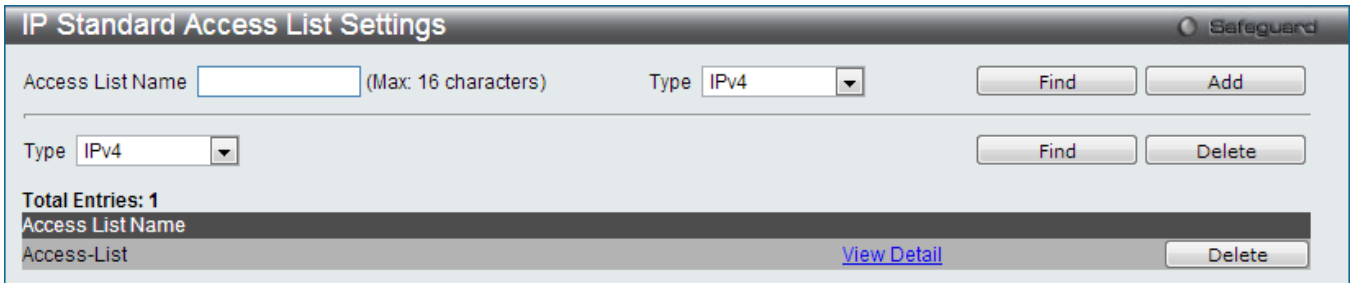 IP Standard Access List Settings Safeguard
Access List Name (Max: 16 characters) Type IPv4 Find Add
Type IPv4 Find Delete
Total Entries: 1
Access List Name
Access-List View Detail Delete